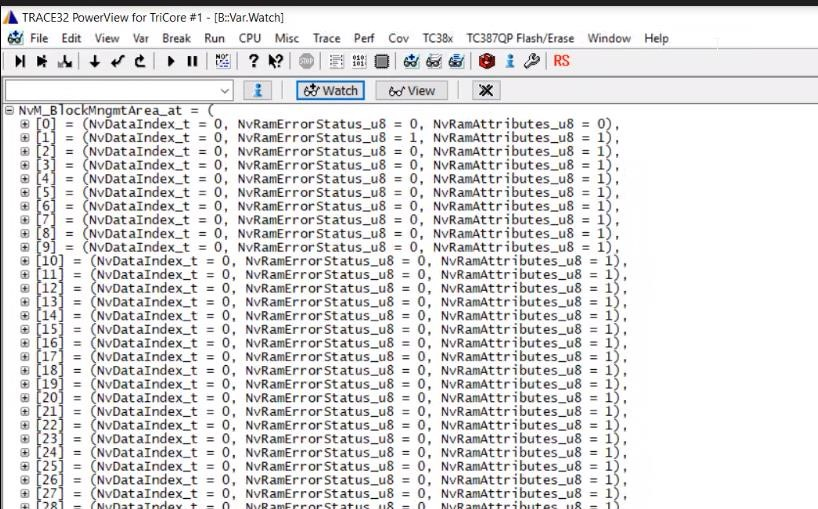 TRACE32 PowerView for TriCore #1 - [B::Var.Watch]
File Edit View Var Break Run CPU Misc Trace Perf Cov TC38x TC387QP Flash/Erase Window Help
STOP RS
Watch View
NvM_BlockMngmtArea_at = (
[0] = (NvDataIndex_t = 0, NvRamErrorStatus_u8 = 0, NvRamAttributes_u8 = 0),
[1] = (NvDataIndex_t = 0, NvRamErrorStatus_u8 = 1, NvRamAttributes_u8 = 1),
[2] = (NvDataIndex_t = 0, NvRamErrorStatus_u8 = 0, NvRamAttributes_u8 = 1),
[3] = (NvDataIndex_t = 0, NvRamErrorStatus_u8 = 0, NvRamAttributes_u8 = 1),
[4] = (NvDataIndex_t = 0, NvRamErrorStatus_u8 = 0, NvRamAttributes_u8 = 1),
[5] = (NvDataIndex_t = 0, NvRamErrorStatus_u8 = 0, NvRamAttributes_u8 = 1),
[6] = (NvDataIndex_t = 0, NvRamErrorStatus_u8 = 0, NvRamAttributes_u8 = 1),
[7] = (NvDataIndex_t = 0, NvRamErrorStatus_u8 = 0, NvRamAttributes_u8 = 1),
[8] = (NvDataIndex_t = 0, NvRamErrorStatus_u8 = 0, NvRamAttributes_u8 = 1),
[9] = (NvDataIndex_t = 0, NvRamErrorStatus_u8 = 0, NvRamAttributes_u8 = 1),
[10] = (NvDataIndex_t = 0, NvRamErrorStatus_u8 = 0, NvRamAttributes_u8 = 1),
[11] = (NvDataIndex_t = 0, NvRamErrorStatus_u8 = 0, NvRamAttributes_u8 = 1),
[12] = (NvDataIndex_t = 0, NvRamErrorStatus_u8 = 0, NvRamAttributes_u8 = 1),
[13] = (NvDataIndex_t = 0, NvRamErrorStatus_u8 = 0, NvRamAttributes_u8 = 1),
[14] = (NvDataIndex_t = 0, NvRamErrorStatus_u8 = 0, NvRamAttributes_u8 = 1),
[15] = (NvDataIndex_t = 0, NvRamErrorStatus_u8 = 0, NvRamAttributes_u8 = 1),
[16] = (NvDataIndex_t = 0, NvRamErrorStatus_u8 = 0, NvRamAttributes_u8 = 1),
[17] = (NvDataIndex_t = 0, NvRamErrorStatus_u8 = 0, NvRamAttributes_u8 = 1),
[18] = (NvDataIndex_t = 0, NvRamErrorStatus_u8 = 0, NvRamAttributes_u8 = 1),
[19] = (NvDataIndex_t = 0, NvRamErrorStatus_u8 = 0, NvRamAttributes_u8 = 1),
[20] = (NvDataIndex_t = 0, NvRamErrorStatus_u8 = 0, NvRamAttributes_u8 = 1),
[21] = (NvDataIndex_t = 0, NvRamErrorStatus_u8 = 0, NvRamAttributes_u8 = 1),
[22] = (NvDataIndex_t = 0, NvRamErrorStatus_u8 = 0, NvRamAttributes_u8 = 1),
[23] = (NvDataIndex_t = 0, NvRamErrorStatus_u8 = 0, NvRamAttributes_u8 = 1),
[24] = (NvDataIndex_t = 0, NvRamErrorStatus_u8 = 0, NvRamAttributes_u8 = 1),
[25] = (NvDataIndex_t = 0, NvRamErrorStatus_u8 = 0, NvRamAttributes_u8 = 1),
[26] = (NvDataIndex_t = 0, NvRamErrorStatus_u8 = 0, NvRamAttributes_u8 = 1),
[27] = (NvDataIndex_t = 0, NvRamErrorStatus_u8 = 0, NvRamAttributes_u8 = 1),
[28] = (NvDataIndex_t = 0, NvRamErrorStatus_u8 = 0, NvRamAttributes_u8 = 1),